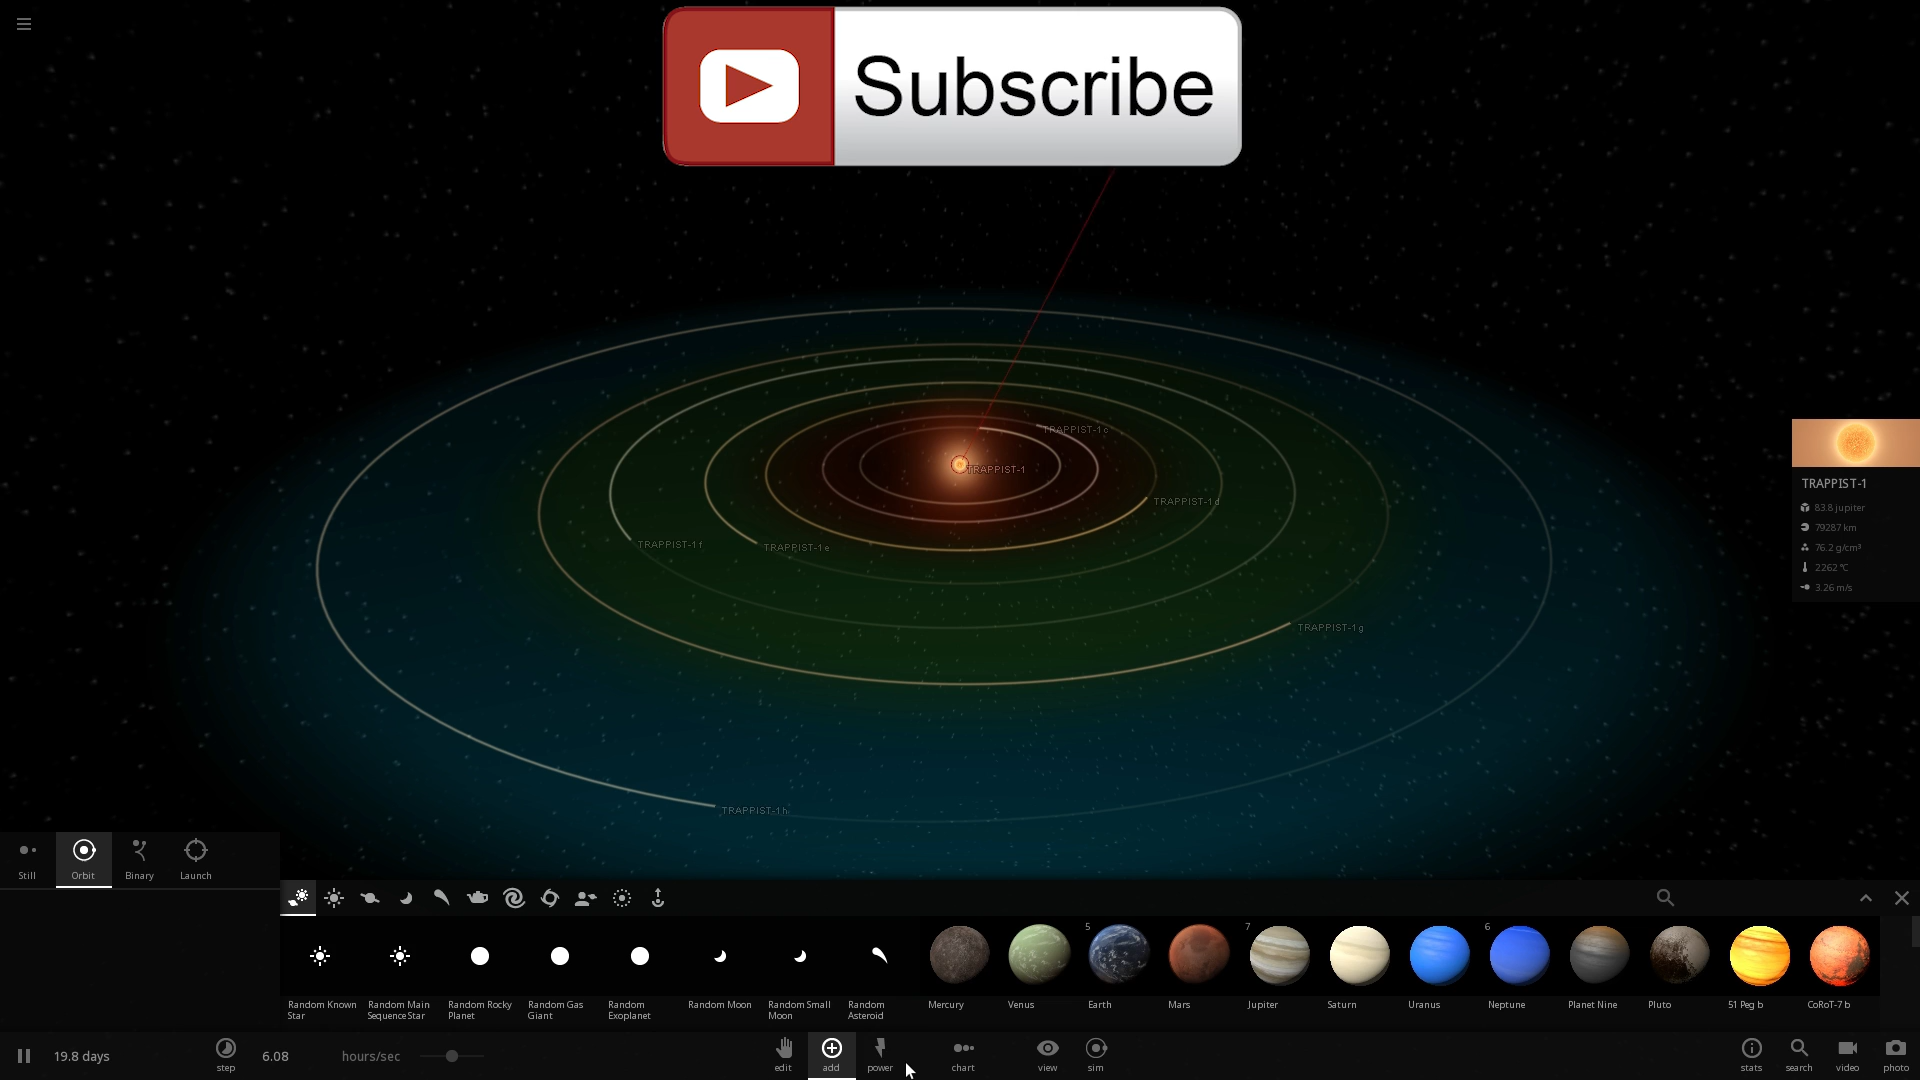 Subscribe
TRAPPIST-1 c
TRAPPIST-1
TRAPPIST-1 d
TRAPPIST-1 f
TRAPPIST-1 e
TRAPPIST-1 g
TRAPPIST-1 h
TRAPPIST-1
83.8 jupiter
79287 km
76.2 g/cm³
2262 °C
3.26 m/s
Still Orbit Binary Launch
5 7 6
Random Known Star
Random Main Sequence Star
Random Rocky Planet
Random Gas Giant
Random Exoplanet
Random Moon
Random Small Moon
Random Asteroid
Mercury
Venus
Earth
Mars
Jupiter
Saturn
Uranus
Neptune
Planet Nine
Pluto
51 Peg b
CoRoT-7 b
19.8 days
step
6.08 hours/sec
edit add power chart view sim
stats search video photo